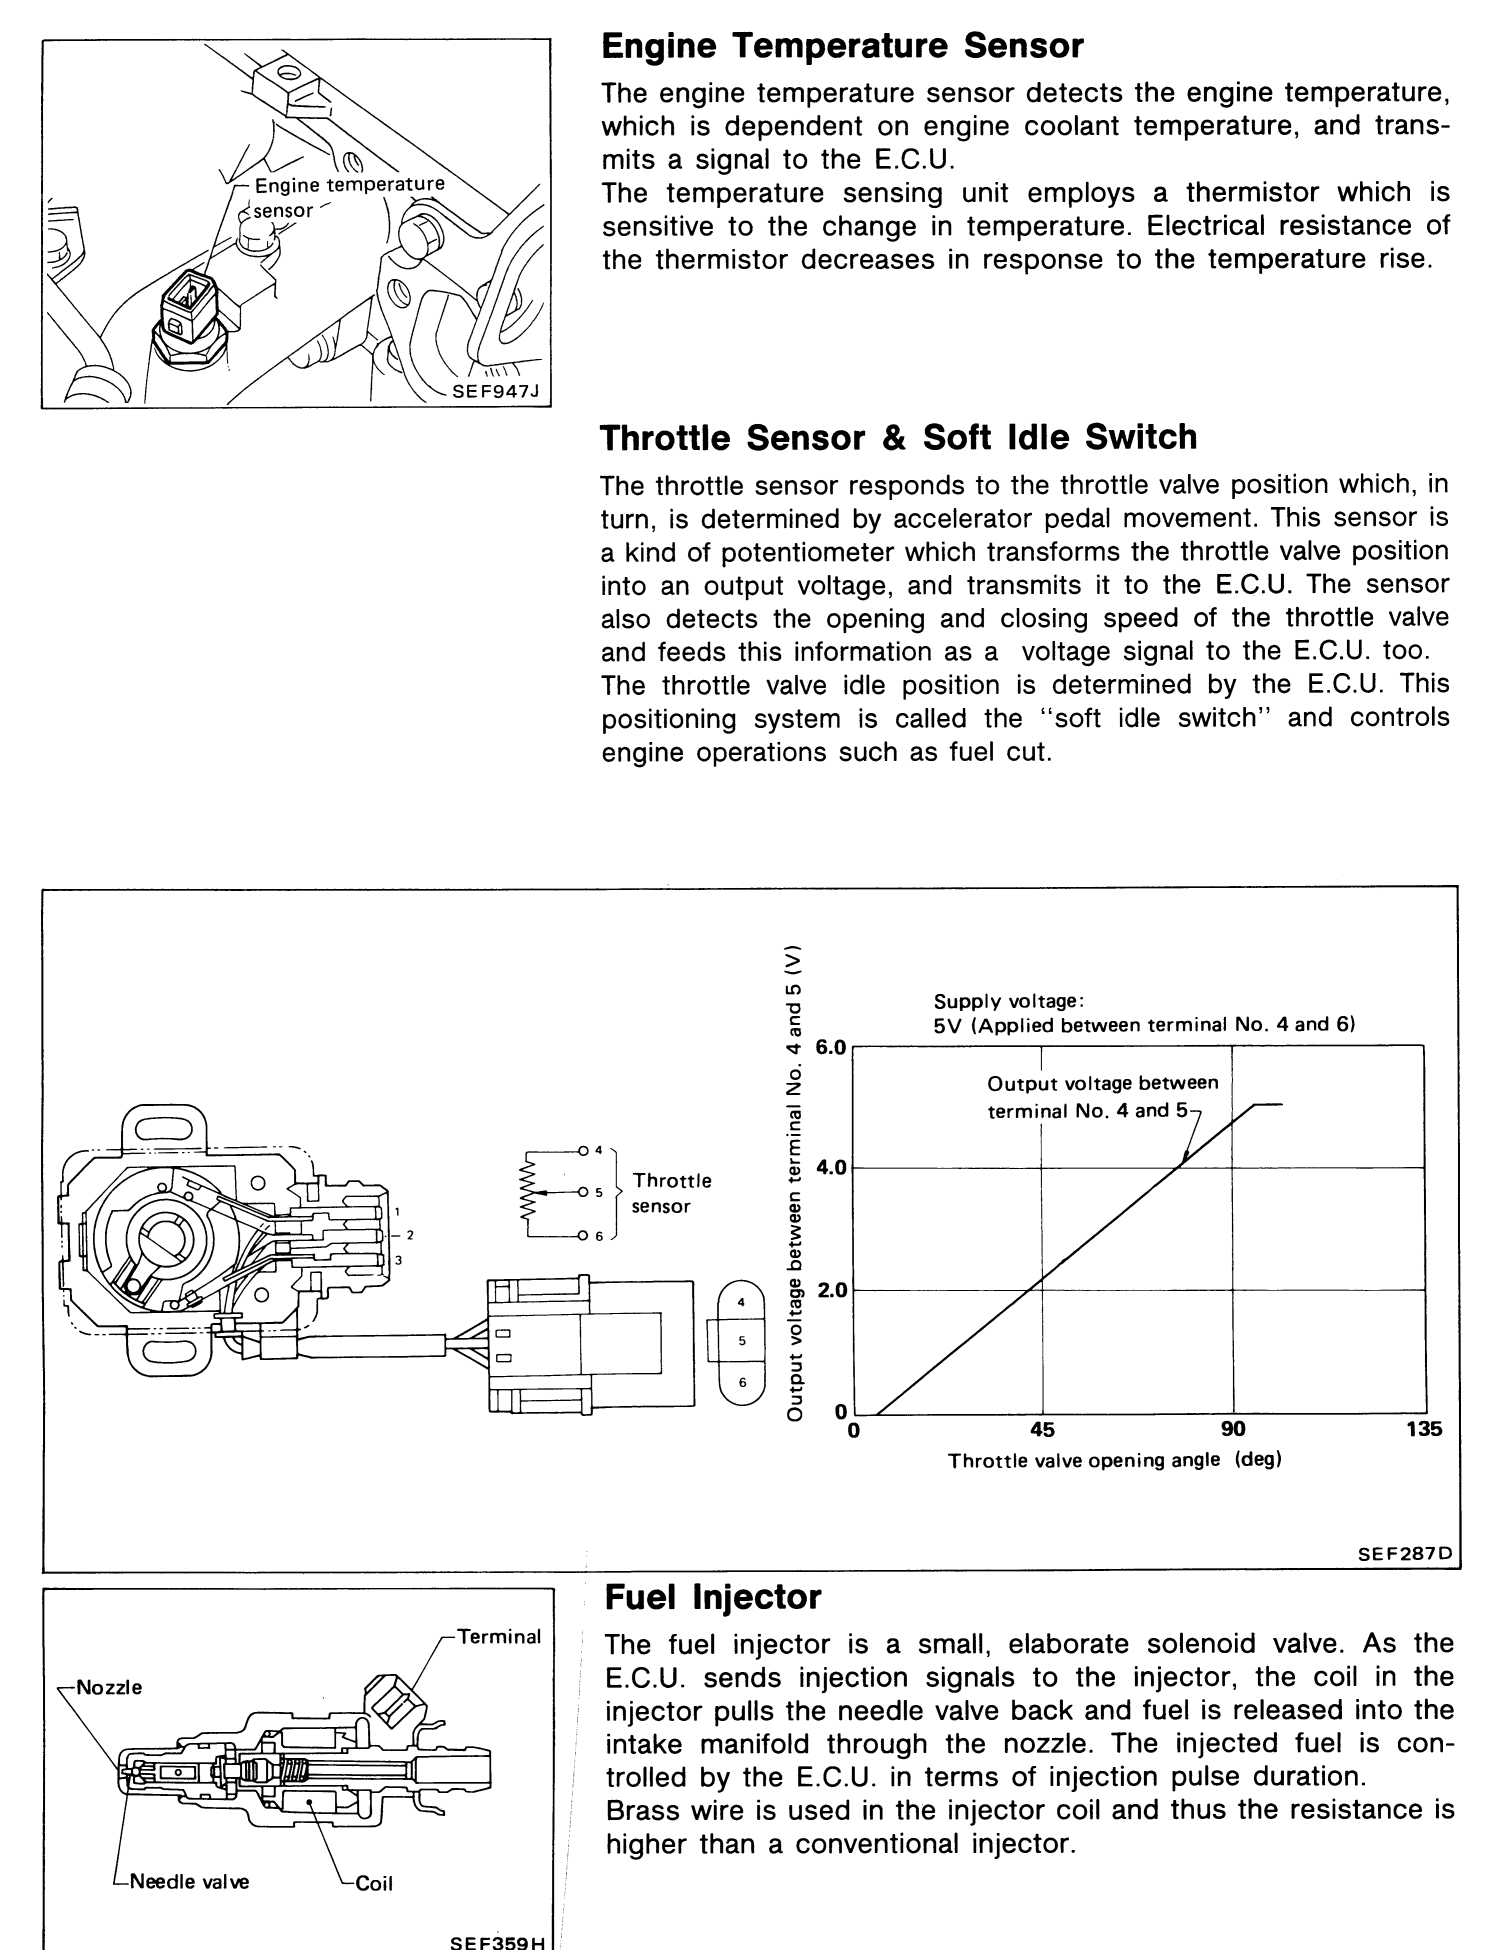 Engine Temperature Sensor
The engine temperature sensor detects the engine temperature,
which is dependent on engine coolant temperature, and trans-
mits a signal to the E.C.U.
The temperature sensing unit employs a thermistor which is
sensitive to the change in temperature. Electrical resistance of
the thermistor decreases in response to the temperature rise.
Engine temperature
sensor
SEF947J
Throttle Sensor & Soft Idle Switch
The throttle sensor responds to the throttle valve position which, in
turn, is determined by accelerator pedal movement. This sensor is
a kind of potentiometer which transforms the throttle valve position
into an output voltage, and transmits it to the E.C.U. The sensor
also detects the opening and closing speed of the throttle valve
and feeds this information as a voltage signal to the E.C.U. too.
The throttle valve idle position is determined by the E.C.U. This
positioning system is called the "soft idle switch" and controls
engine operations such as fuel cut.
1
2
3
4
5
6
Throttle
sensor
4
5
6
Output voltage between terminal No. 4 and 5 (V)
Supply voltage:
5V (Applied between terminal No. 4 and 6)
6.0
Output voltage between
terminal No. 4 and 5
4.0
2.0
0
0 45 90 135
Throttle valve opening angle (deg)
SEF287D
Fuel Injector
The fuel injector is a small, elaborate solenoid valve. As the
E.C.U. sends injection signals to the injector, the coil in the
injector pulls the needle valve back and fuel is released into the
intake manifold through the nozzle. The injected fuel is con-
trolled by the E.C.U. in terms of injection pulse duration.
Brass wire is used in the injector coil and thus the resistance is
higher than a conventional injector.
Terminal
Nozzle
Needle valve
Coil
SEF359H